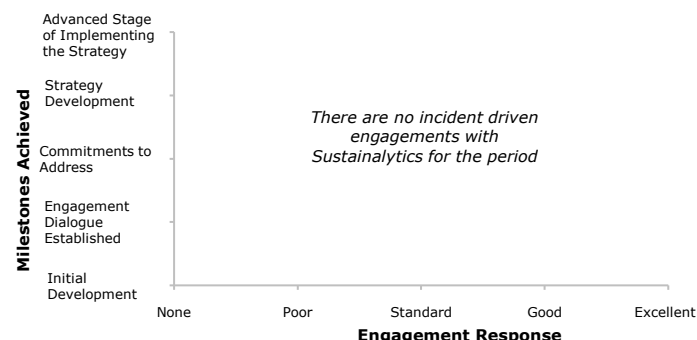 Advanced Stage
of Implementing
the Strategy
Strategy
Development
Commitments to
Address
Engagement
Dialogue
Established
Initial
Development
Milestones Achieved
There are no incident driven
engagements with
Sustainalytics for the period
None
Poor
Standard
Good
Excellent
Engagement Response